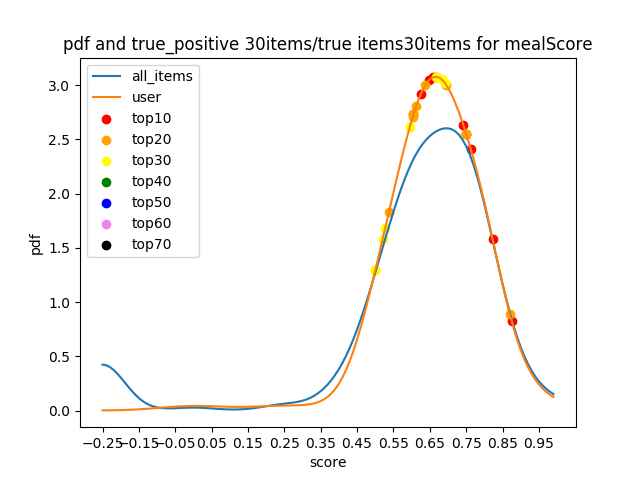 pdf and true_positive 30items/true items30items for mealScore
all_items
user
top10
top20
top30
top40
top50
top60
top70
pdf
3.0
2.5
2.0
1.5
1.0
0.5
0.0
−0.25−0.15−0.05 0.05 0.15 0.25 0.35 0.45 0.55 0.65 0.75 0.85 0.95
score